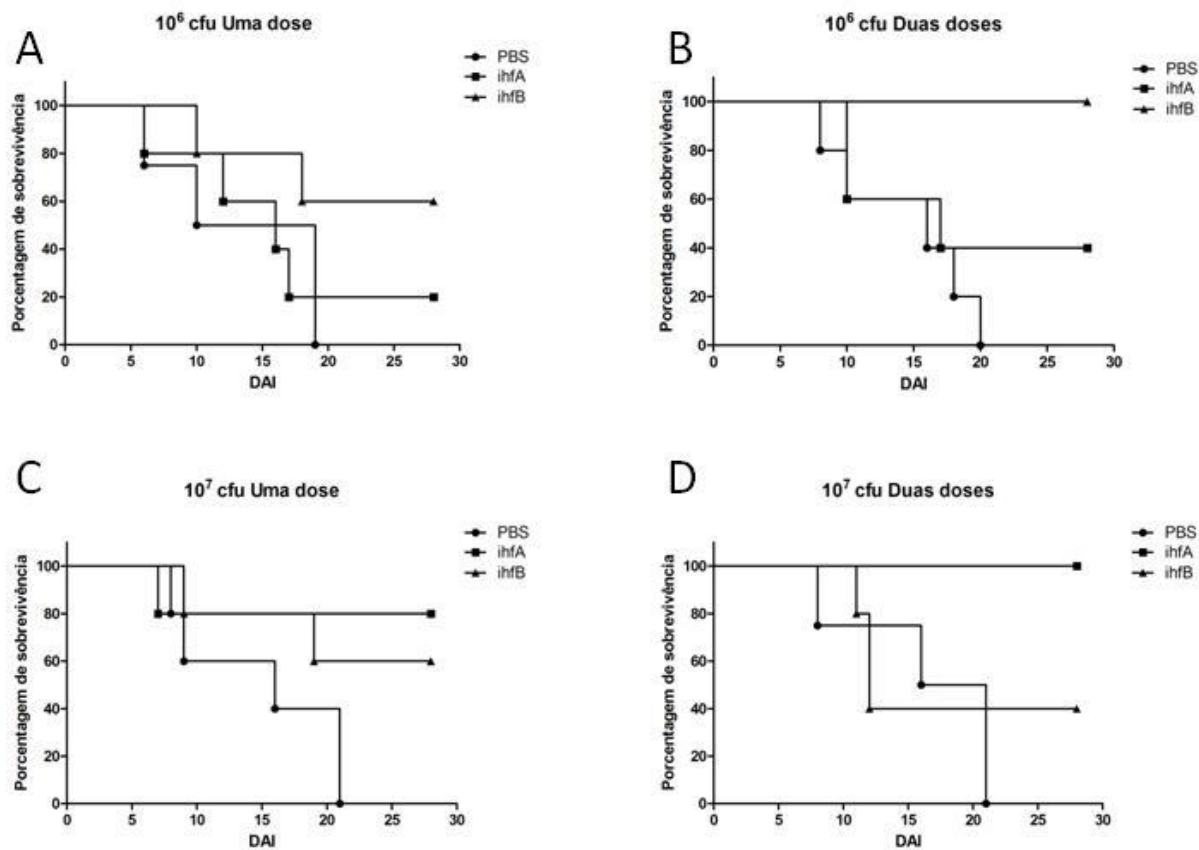 A
10⁶ cfu Uma dose
PBS
ihfA
ihfB
Porcentagem de sobrevivência
100
80
60
40
20
0
0 5 10 15 20 25 30
DAI
B
10⁶ cfu Duas doses
PBS
ihfA
ihfB
Porcentagem de sobrevivência
100
80
60
40
20
0
0 5 10 15 20 25 30
DAI
C
10⁷ cfu Uma dose
PBS
ihfA
ihfB
Porcentagem de sobrevivência
100
80
60
40
20
0
0 5 10 15 20 25 30
DAI
D
10⁷ cfu Duas doses
PBS
ihfA
ihfB
Porcentagem de sobrevivência
100
80
60
40
20
0
0 5 10 15 20 25 30
DAI